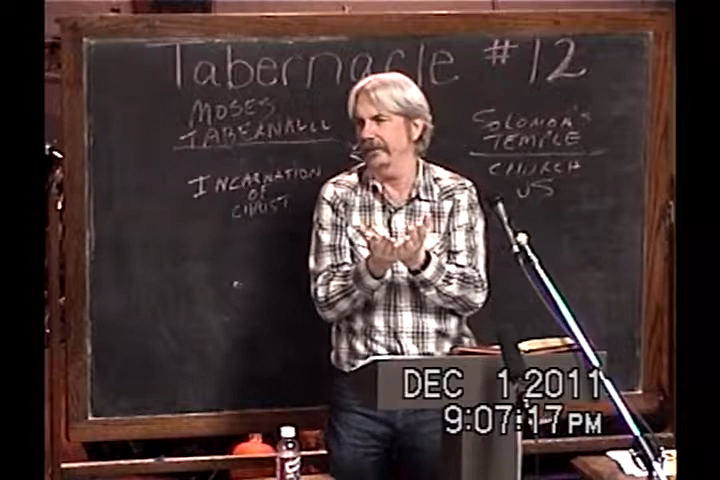 Tabernacle #12
MOSES
TABERNACLE
INCARNATION
OF
CHRIST
SOLOMON'S
TEMPLE
CHURCH
US
DEC 1 2011
9:07:17 PM